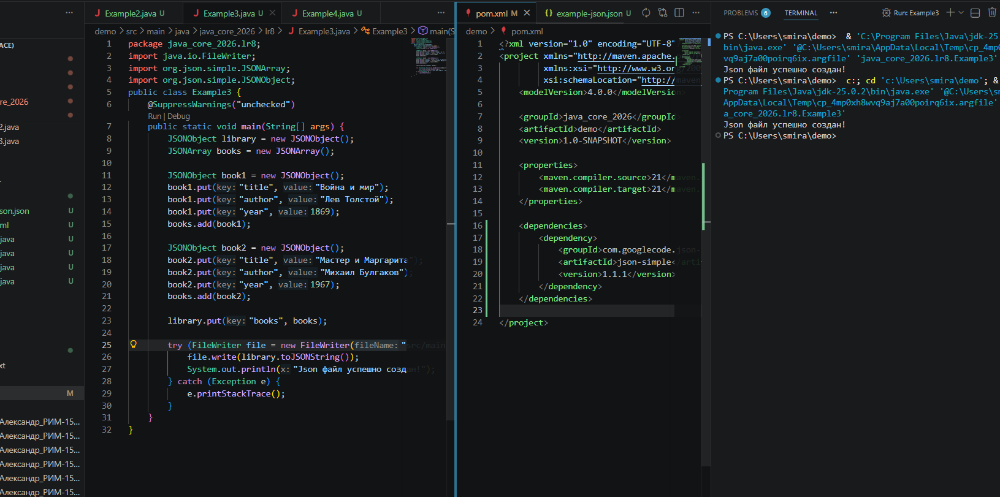 ACE)
re_2026
2.java
3.java
son.json U
ml U
java U
java U
java U
java U
xt
M
Александр_РИМ-15...
Александр_РИМ-15...
Александр_РИМ-15...
Александр_РИМ-15...
Александр_РИМ-15...
Александр_РИМ-15...
J Example2.java U
J Example3.java U
J Example4.java U
demo > src > main > java > java_core_2026 > lr8 > J Example3.java > Example3 > main(S
1 package java_core_2026.lr8;
2 import java.io.FileWriter;
3 import org.json.simple.JSONArray;
4 import org.json.simple.JSONObject;
5 public class Example3 {
6 @SuppressWarnings("unchecked")
Run | Debug
7 public static void main(String[] args) {
8 JSONObject library = new JSONObject();
9 JSONArray books = new JSONArray();
10
11 JSONObject book1 = new JSONObject();
12 book1.put(key: "title", value: "Война и мир");
13 book1.put(key: "author", value: "Лев Толстой");
14 book1.put(key: "year", value: 1869);
15 books.add(book1);
16
17 JSONObject book2 = new JSONObject();
18 book2.put(key: "title", value: "Мастер и Маргарита");
19 book2.put(key: "author", value: "Михаил Булгаков");
20 book2.put(key: "year", value: 1967);
21 books.add(book2);
22
23 library.put(key: "books", books);
24
25 try (FileWriter file = new FileWriter(fileName: "src/main
26 file.write(library.toJSONString());
27 System.out.println(x: "Json файл успешно создан!");
28 } catch (Exception e) {
29 e.printStackTrace();
30 }
31 }
32 }
pom.xml M
{} example-json.json U
demo > pom.xml
1 <?xml version="1.0" encoding="UTF-8"
2 <project xmlns="http://maven.apache.
3 xmlns:xsi="http://www.w3.org/200
4 xsi:schemaLocation="http://maven
5 <modelVersion>4.0.0</modelVersion>
6
7 <groupId>java_core_2026</groupId>
8 <artifactId>demo</artifactId>
9 <version>1.0-SNAPSHOT</version>
10
11 <properties>
12 <maven.compiler.source>21</maven.
13 <maven.compiler.target>21</maven.
14 </properties>
15
16 <dependencies>
17 <dependency>
18 <groupId>com.googlecode.json-
19 <artifactId>json-simple</arti
20 <version>1.1.1</version>
21 </dependency>
22 </dependencies>
23
24 </project>
PROBLEMS 6 TERMINAL
Run: Example3
PS C:\Users\smira\demo> & 'C:\Program Files\Java\jdk-25
bin\java.exe' '@C:\Users\smira\AppData\Local\Temp\cp_4mp0
vq9aj7a00poirq6ix.argfile' 'java_core_2026.lr8.Example3'
Json файл успешно создан!
PS C:\Users\smira\demo> c:; cd 'c:\Users\smira\demo'; &
Program Files\Java\jdk-25.0.2\bin\java.exe' '@C:\Users\sm
AppData\Local\Temp\cp_4mp0xh8wvq9aj7a00poirq6ix.argfile'
a_core_2026.lr8.Example3'
Json файл успешно создан!
PS C:\Users\smira\demo>